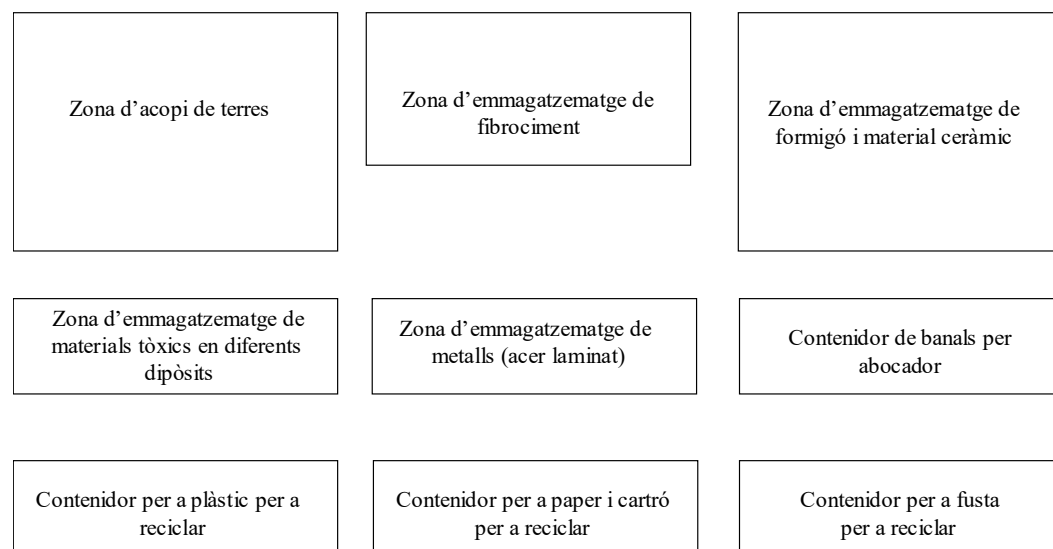 Zona d’acopi de terres
Zona d’emmagatzematge de
fibrociment
Zona d’emmagatzematge de
formigó i material ceràmic
Zona d’emmagatzematge de
materials tòxics en diferents
dipòsits
Zona d’emmagatzematge de
metalls (acer laminat)
Contenidor de banals per
abocador
Contenidor per a plàstic per a
reciclar
Contenidor per a paper i cartró
per a reciclar
Contenidor per a fusta
per a reciclar